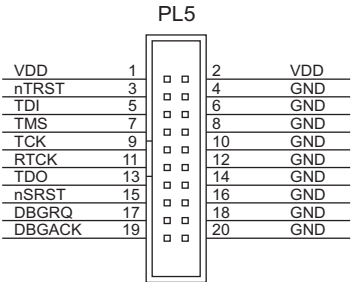 PL5
VDD 1 2 VDD
nTRST 3 4 GND
TDI 5 6 GND
TMS 7 8 GND
TCK 9 10 GND
RTCK 11 12 GND
TDO 13 14 GND
nSRST 15 16 GND
DBGRQ 17 18 GND
DBGACK 19 20 GND